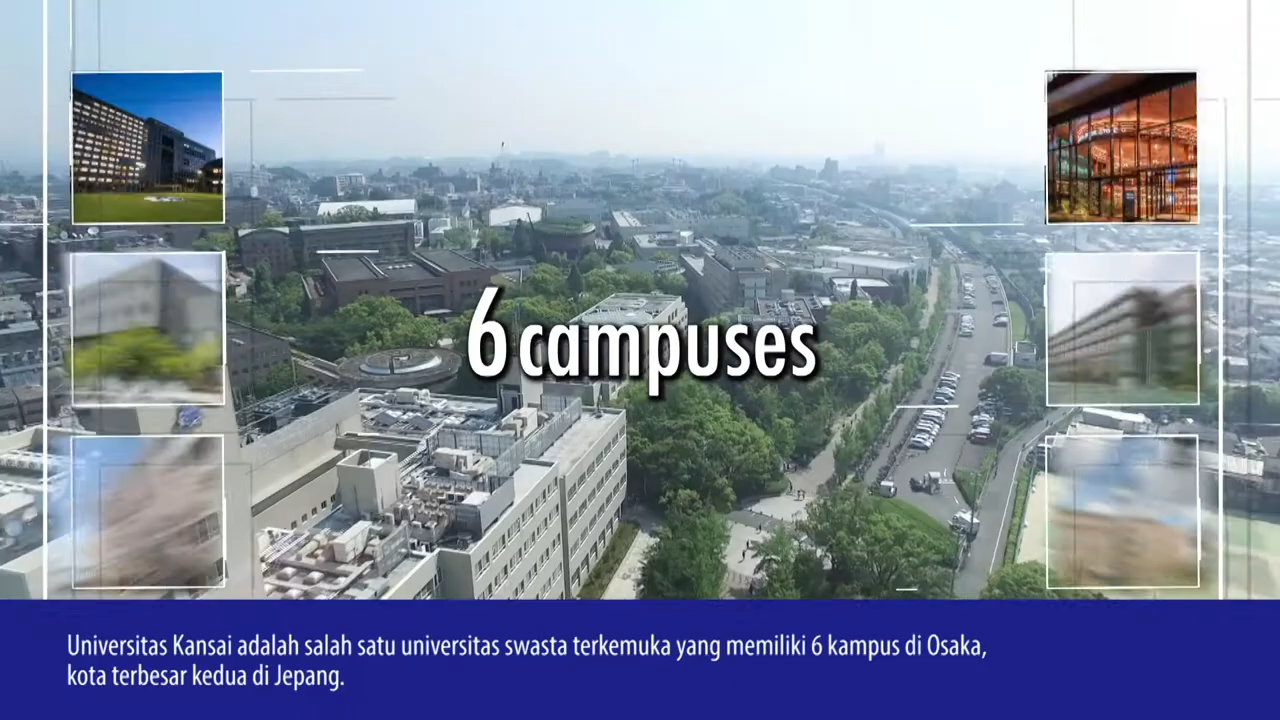 6 campuses
Universitas Kansai adalah salah satu universitas swasta terkemuka yang memiliki 6 kampus di Osaka,
kota terbesar kedua di Jepang.